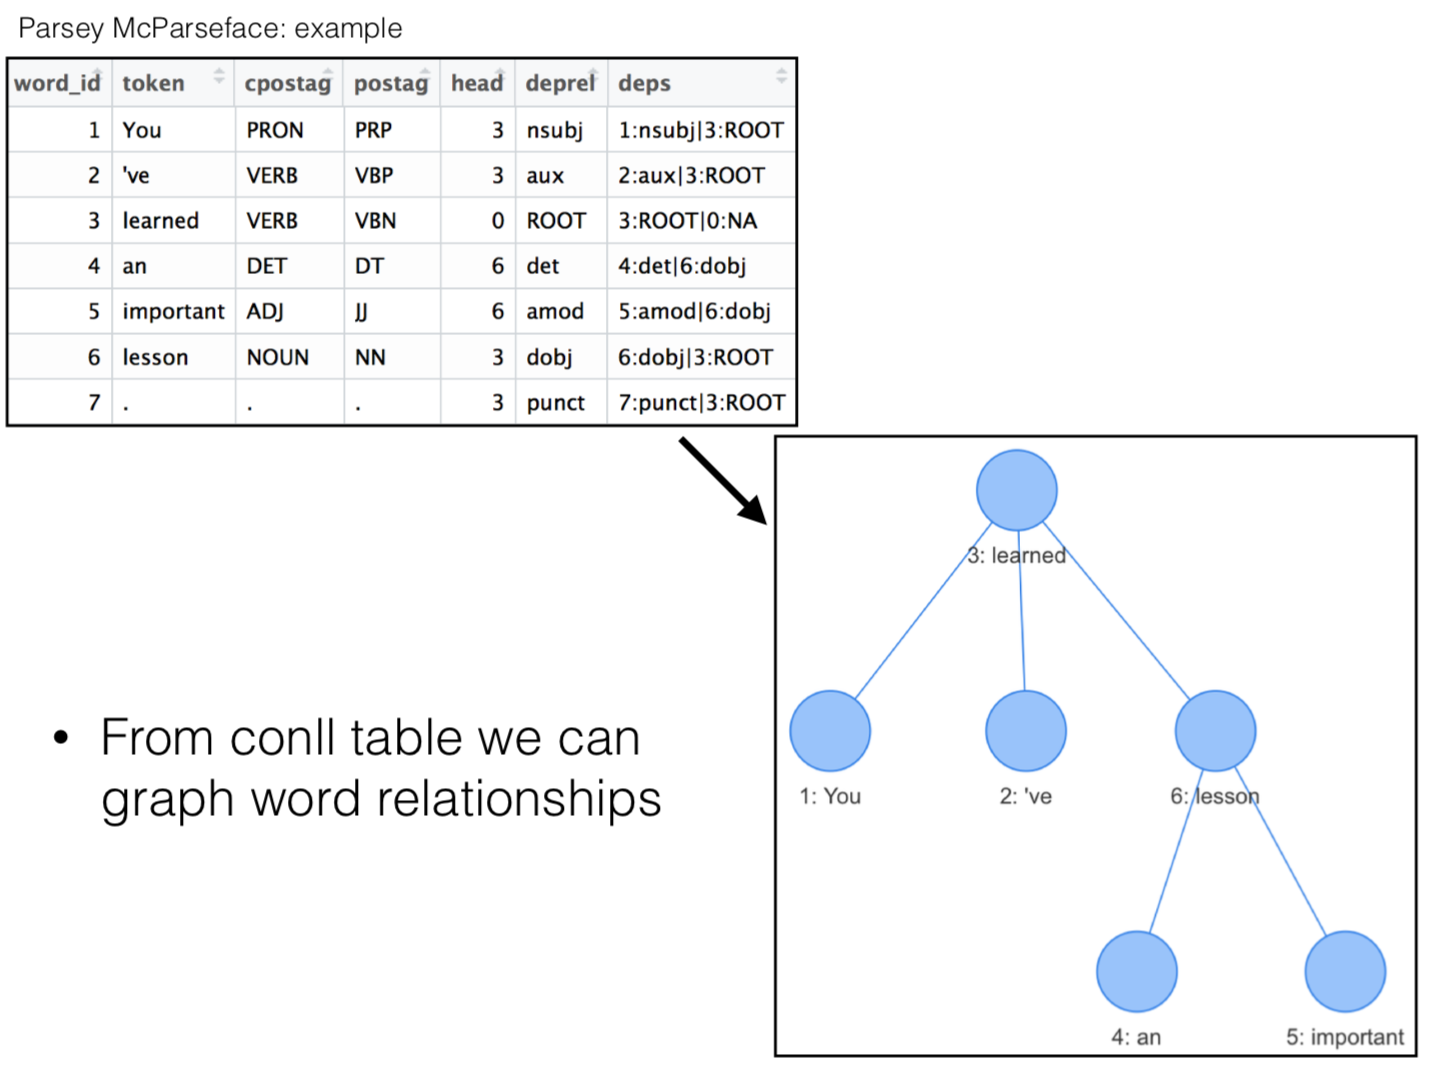 Parsey McParseface: example
word_id token cpostag postag head deprel deps
1 You PRON PRP 3 nsubj 1:nsubj|3:ROOT
2 've VERB VBP 3 aux 2:aux|3:ROOT
3 learned VERB VBN 0 ROOT 3:ROOT|0:NA
4 an DET DT 6 det 4:det|6:dobj
5 important ADJ JJ 6 amod 5:amod|6:dobj
6 lesson NOUN NN 3 dobj 6:dobj|3:ROOT
7 . . . 3 punct 7:punct|3:ROOT
• From conll table we can
graph word relationships
3: learned
1: You 2: 've 6: lesson
4: an 5: important